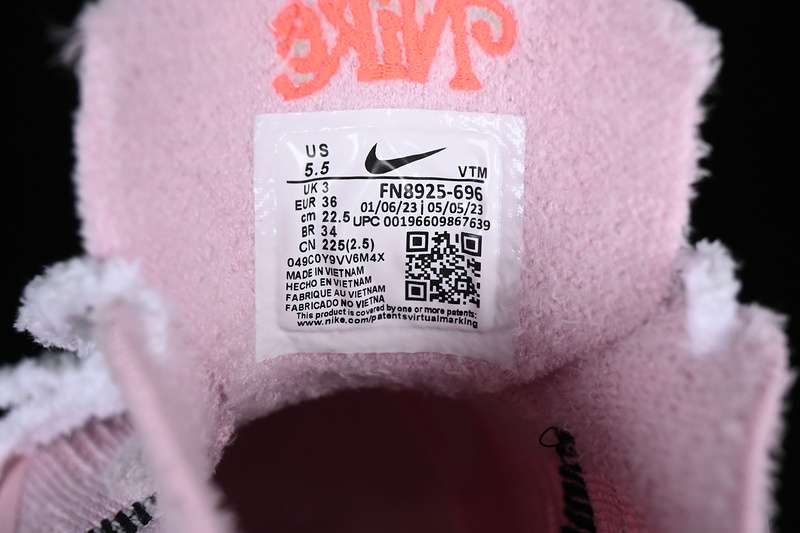 Nike
US
5.5
VTM
UK 3
FN8925-696
EUR 36
01/06/23 | 05/05/23
cm 22.5
UPC 00196609867639
BR 34
CN 225(2.5)
049C0Y9VV6M4X
MADE IN VIETNAM
HECHO EN VIETNAM
FABRIQUE AU VIETNAM
FABRICADO NO VIETNA
This product is covered by one or more patents:
www.nike.com/patentsvirtualmarking